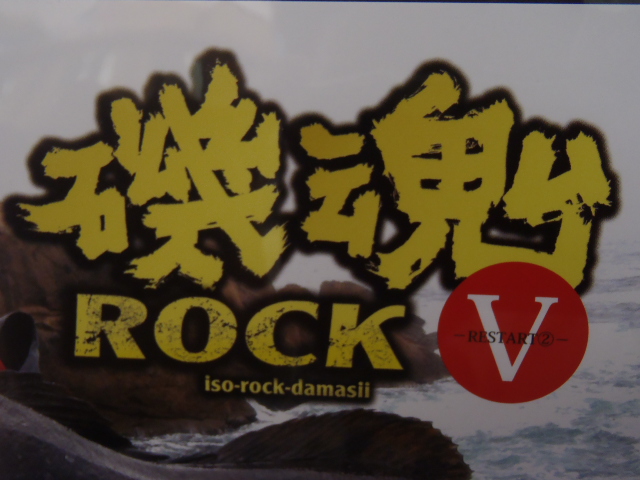 磯魂
ROCK
iso-rock-damasii
V
-RESTART②-